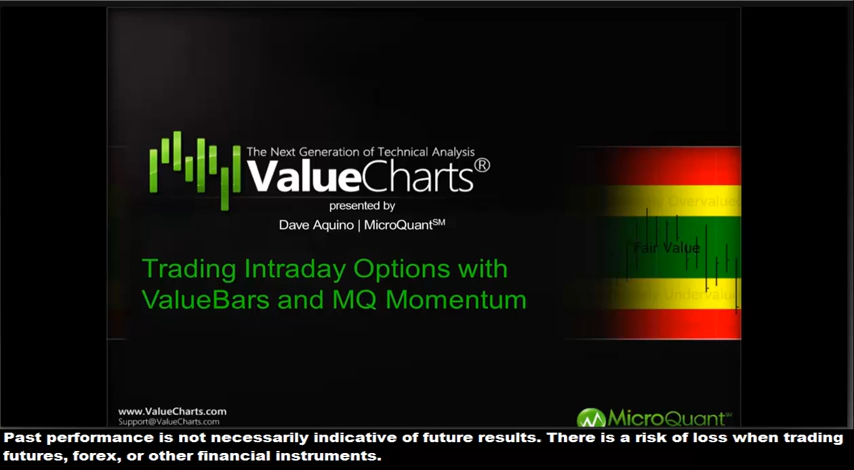 The Next Generation of Technical Analysis
ValueCharts®
presented by
Dave Aquino | MicroQuant℠
Trading Intraday Options with
ValueBars and MQ Momentum
Overvalued
Fair Value
www.ValueCharts.com
Support@ValueCharts.com
MicroQuant℠
Past performance is not necessarily indicative of future results. There is a risk of loss when trading
futures, forex, or other financial instruments.